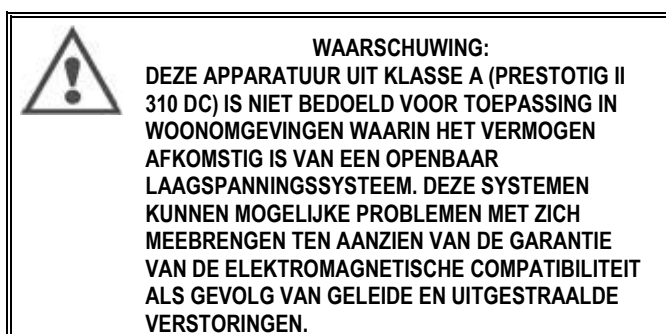 WAARSCHUWING:
DEZE APPARATUUR UIT KLASSE A (PRESTOTIG II
310 DC) IS NIET BEDOELD VOOR TOEPASSING IN
WOONOMGEVINGEN WAARIN HET VERMOGEN
AFKOMSTIG IS VAN EEN OPENBAAR
LAAGSPANNINGSSYSTEEM. DEZE SYSTEMEN
KUNNEN MOGELIJKE PROBLEMEN MET ZICH
MEEBRENGEN TEN AANZIEN VAN DE GARANTIE
VAN DE ELEKTROMAGNETISCHE COMPATIBILITEIT
ALS GEVOLG VAN GELEIDE EN UITGESTRAALDE
VERSTORINGEN.